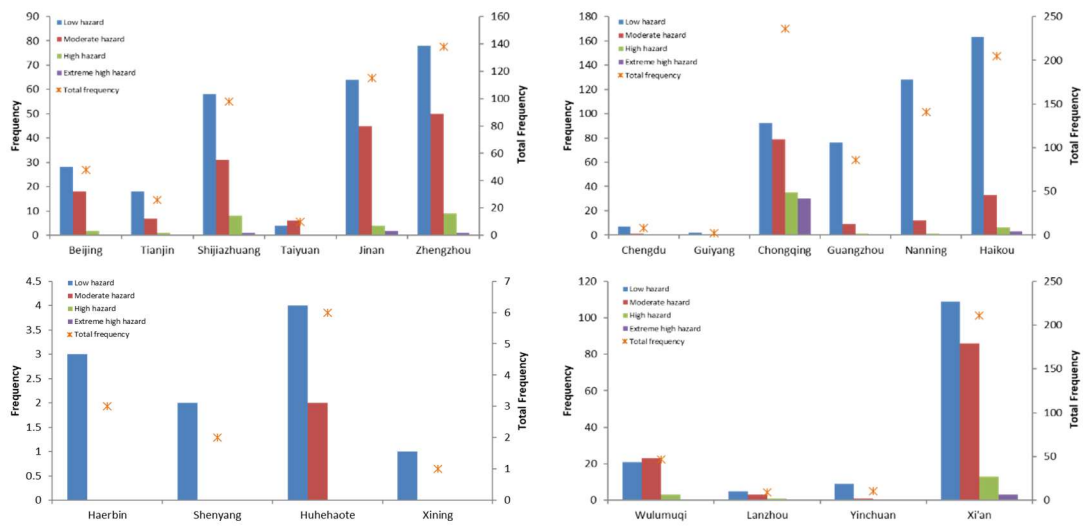 90
80
70
60
50
40
30
20
10
0
Frequency
Low hazard
Moderate hazard
High hazard
Extreme high hazard
Total frequency
160
140
120
100
80
60
40
20
0
Total Frequency
Beijing Tianjin Shijiazhuang Taiyuan Jinan Zhengzhou
180
160
140
120
100
80
60
40
20
0
Frequency
Low hazard
Moderate hazard
High hazard
Extreme high hazard
Total frequency
250
200
150
100
50
0
Total Frequency
Chengdu Guiyang Chongqing Guangzhou Nanning Haikou
4.5
4
3.5
3
2.5
2
1.5
1
0.5
0
Frequency
Low hazard
Moderate hazard
High hazard
Extreme high hazard
Total frequency
7
6
5
4
3
2
1
0
Total Frequency
Haerbin Shenyang Huhehaote Xining
120
100
80
60
40
20
0
Frequency
Low hazard
Moderate hazard
High hazard
Extreme high hazard
Total frequency
250
200
150
100
50
0
Total Frequency
Wulumuqi Lanzhou Yinchuan Xi'an